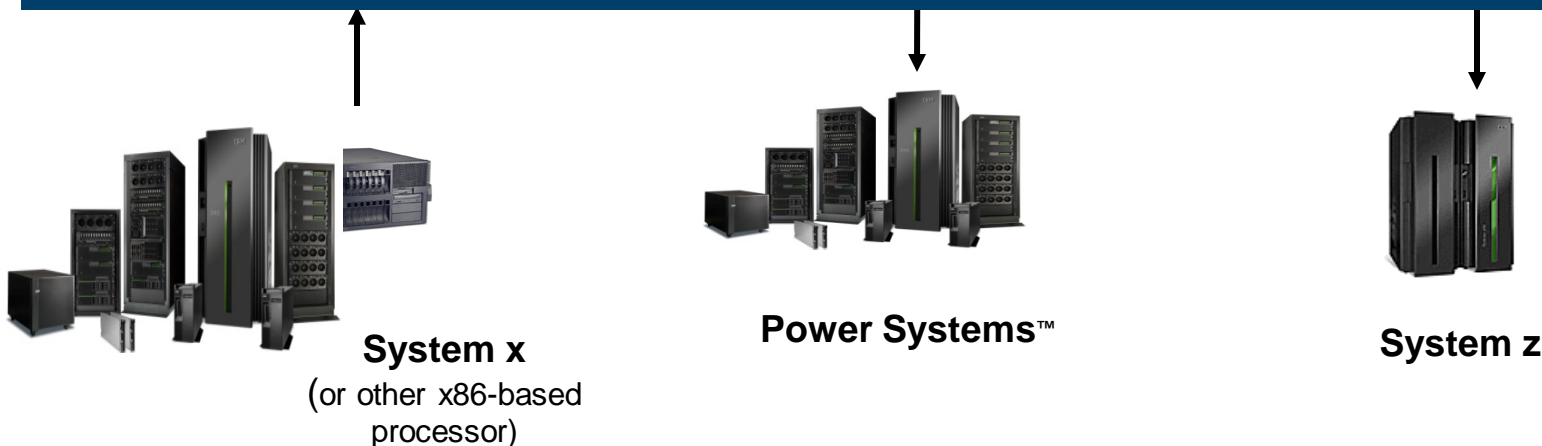 System x
(or other x86-based
processor)
Power Systems™
System z